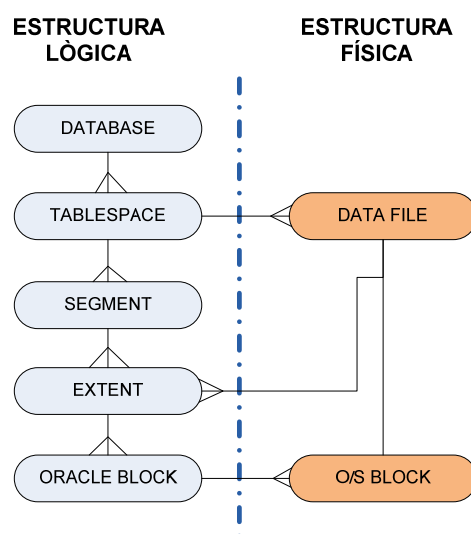 ESTRUCTURA
LÒGICA
ESTRUCTURA
FÍSICA
DATABASE
TABLESPACE
DATA FILE
SEGMENT
EXTENT
ORACLE BLOCK
O/S BLOCK